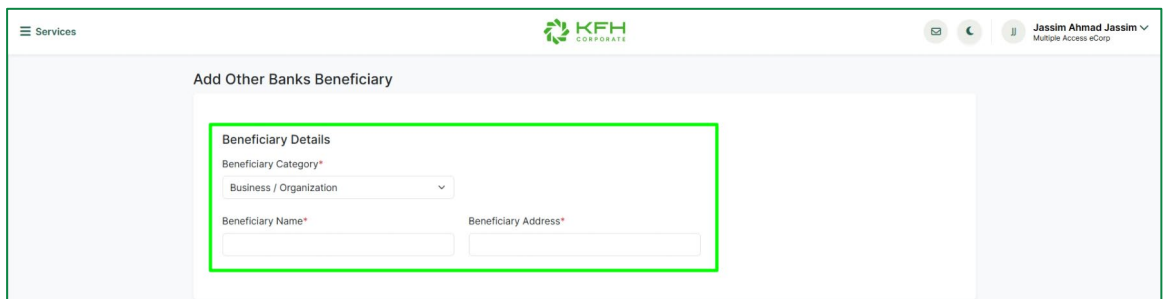 Services
KFH
CORPORATE
JJ
Jassim Ahmad Jassim
Multiple Access eCorp
Add Other Banks Beneficiary
Beneficiary Details
Beneficiary Category*
Business / Organization
Beneficiary Name* Beneficiary Address*